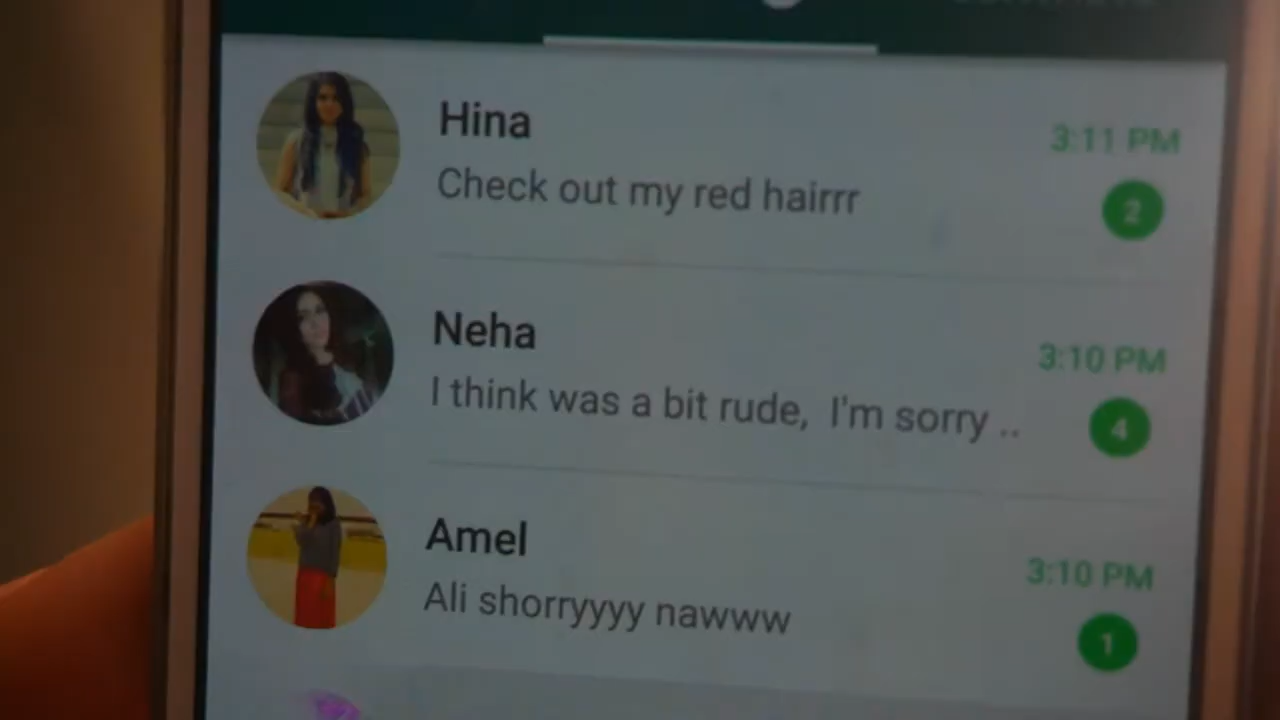 Hina
3:11 PM
Check out my red hairrr
2
Neha
3:10 PM
I think was a bit rude,  I'm sorry ..
4
Amel
3:10 PM
Ali shorryyyy nawww
1